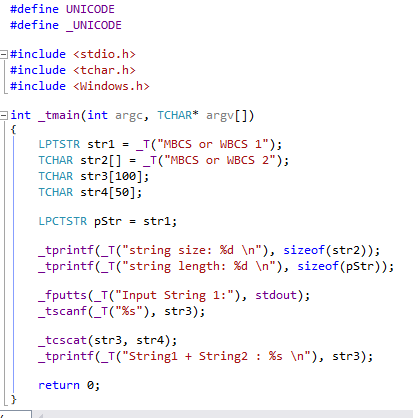 #define UNICODE
#define _UNICODE
#include <stdio.h>
#include <tchar.h>
#include <Windows.h>
int _tmain(int argc, TCHAR* argv[])
{
LPTSTR str1 = _T("MBCS or WBCS 1");
TCHAR str2[] = _T("MBCS or WBCS 2");
TCHAR str3[100];
TCHAR str4[50];
LPCTSTR pStr = str1;
_tprintf(_T("string size: %d \n"), sizeof(str2));
_tprintf(_T("string length: %d \n"), sizeof(pStr));
_fputts(_T("Input String 1:"), stdout);
_tscanf(_T("%s"), str3);
_tcscat(str3, str4);
_tprintf(_T("String1 + String2 : %s \n"), str3);
return 0;
}